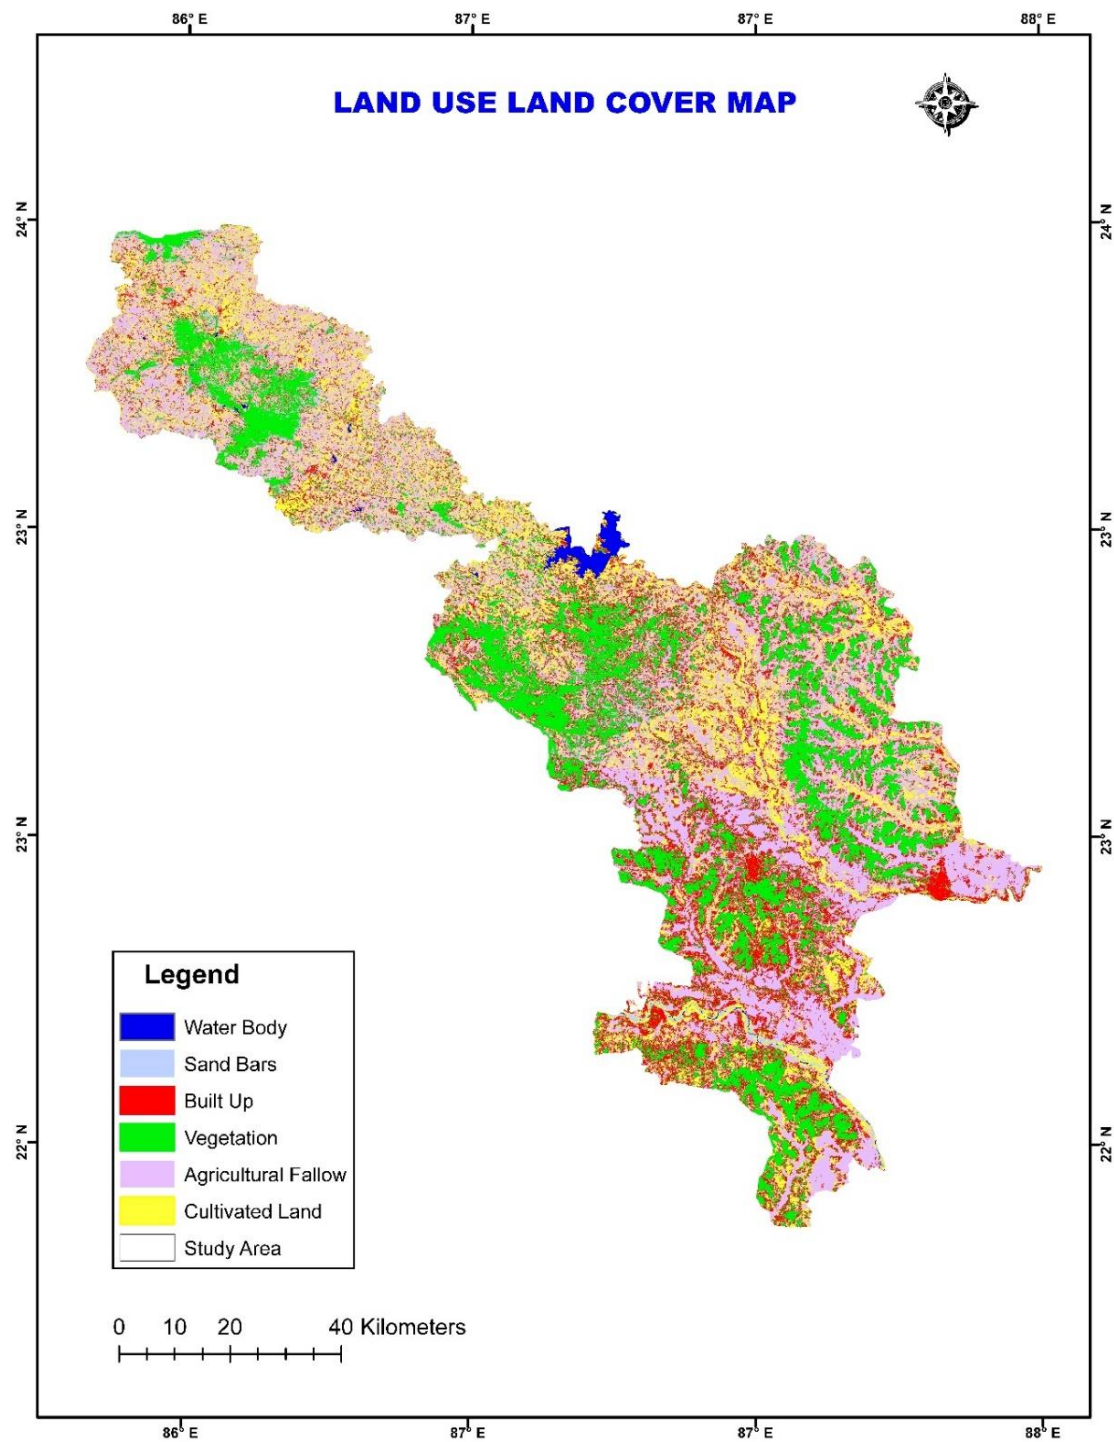 86° E 87° E 87° E 88° E
LAND USE LAND COVER MAP
24° N 24° N
23° N 23° N
23° N 23° N
Legend
Water Body
Sand Bars
Built Up
Vegetation
Agricultural Fallow
Cultivated Land
Study Area
22° N 22° N
0 10 20 40 Kilometers
86° E 87° E 87° E 88° E